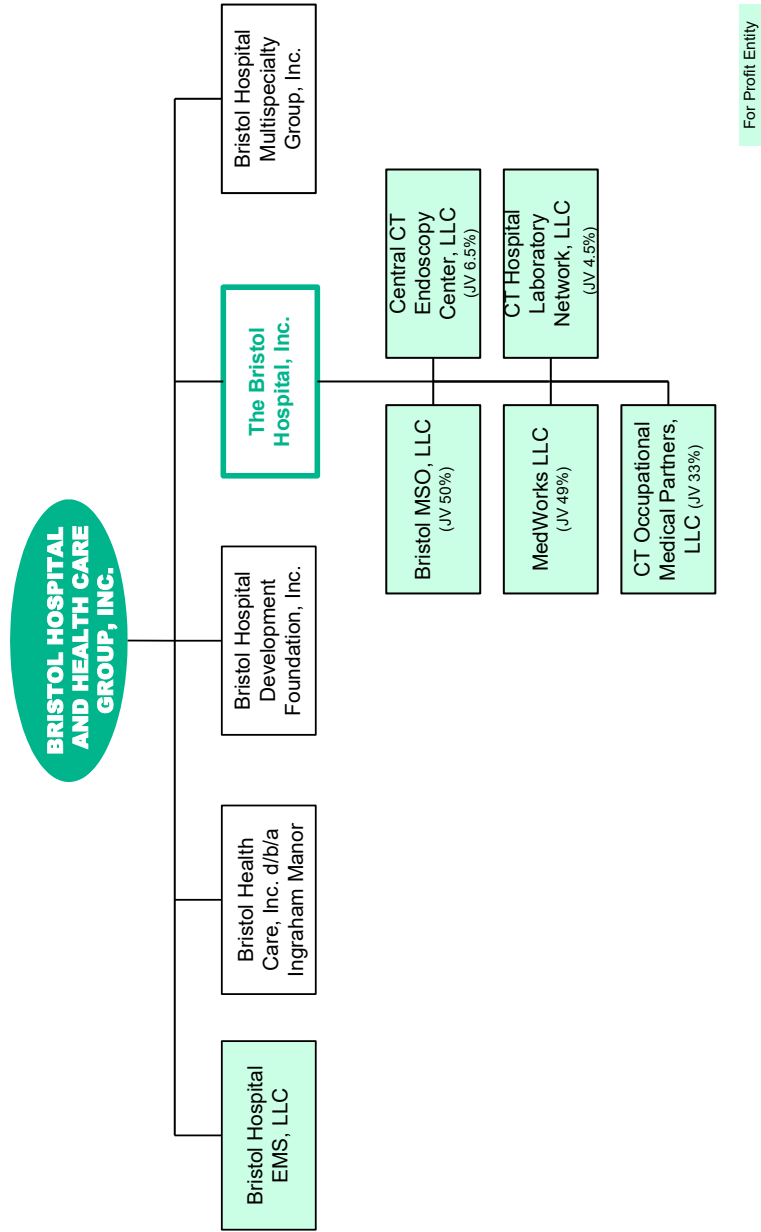 BRISTOL HOSPITAL
AND HEALTH CARE
GROUP, INC.
Bristol Hospital
EMS, LLC
Bristol Health
Care, Inc. d/b/a
Ingraham Manor
Bristol Hospital
Development
Foundation, Inc.
The Bristol
Hospital, Inc.
Bristol Hospital
Multispecialty
Group, Inc.
Bristol MSO, LLC
(JV 50%)
Central CT
Endoscopy
Center, LLC
(JV 6.5%)
MedWorks LLC
(JV 49%)
CT Hospital
Laboratory
Network, LLC
(JV 4.5%)
CT Occupational
Medical Partners,
LLC (JV 33%)
For Profit Entity